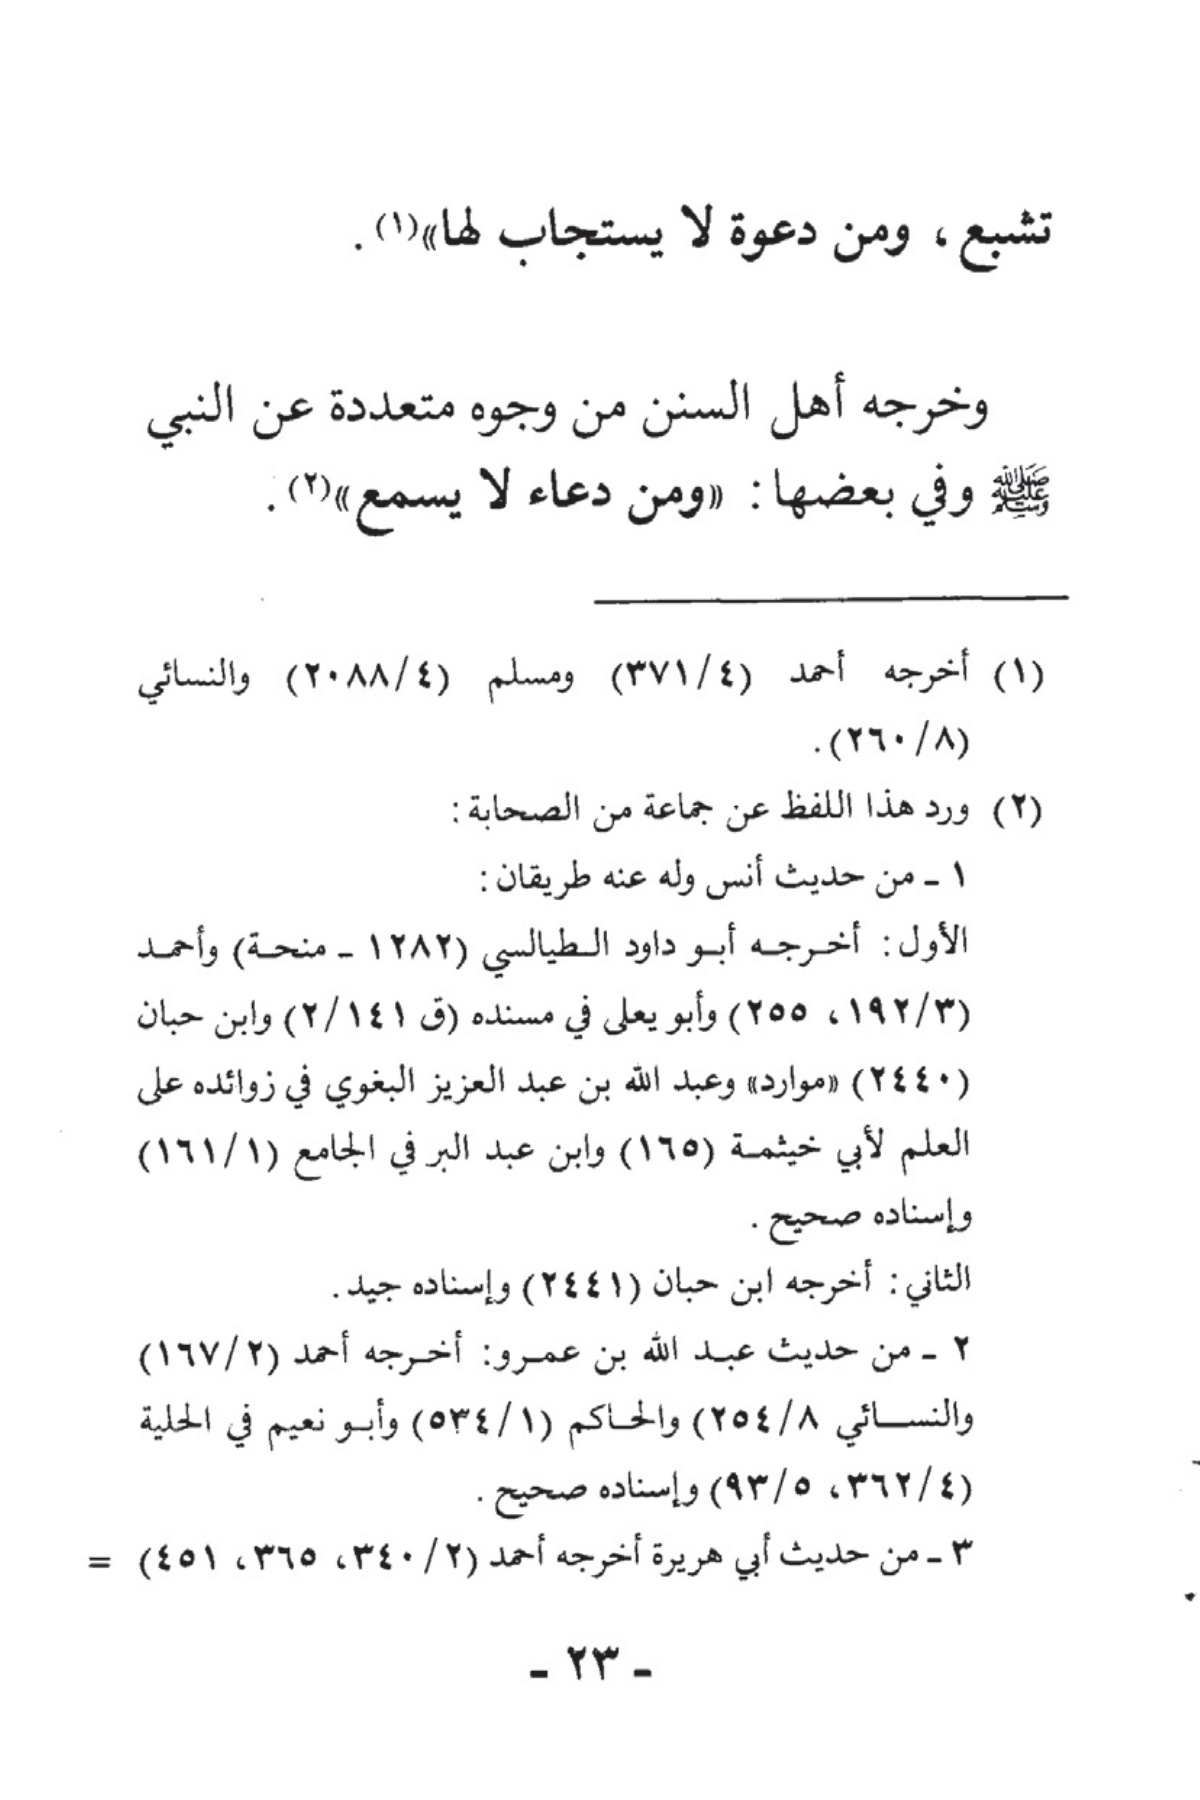 تشبع ، ومن دعوة لا يستجاب لها»(١) .
وخرجه أهل السنن من وجوه متعددة عن النبي
ﷺ وفي بعضها : «ومن دعاء لا يسمع»(٢) .
(١) أخرجه أحمد (٣٧١/٤) ومسلم (٢٠٨٨/٤) والنسائي
(٢٦٠/٨) .
(٢) ورد هذا اللفظ عن جماعة من الصحابة :
١ ـ من حديث أنس وله عنه طريقان :
الأول : أخرجه أبو داود الطيالسي (١٢٨٢ ـ منحة) وأحمد
(١٩٢/٣ ، ٢٥٥) وأبو يعلى في مسنده (ق ٢/١٤١) وابن حبان
(٢٤٤٠) «موارد» وعبد الله بن عبد العزيز البغوي في زوائده على
العلم لأبي خيثمة (١٦٥) وابن عبد البر في الجامع (١٦١/١)
وإسناده صحيح .
الثاني : أخرجه ابن حبان (٢٤٤١) وإسناده جيد .
٢ ـ من حديث عبد الله بن عمرو : أخرجه أحمد (١٦٧/٢)
والنسائي ٢٥٤/٨) والحاكم (٥٣٤/١) وأبو نعيم في الحلية
(٣٦٢/٤ ، ٩٣/٥) وإسناده صحيح .
٣ ـ من حديث أبي هريرة أخرجه أحمد (٣٤٠/٢ ، ٣٦٥ ، ٤٥١) =
ـ ٢٣ ـ